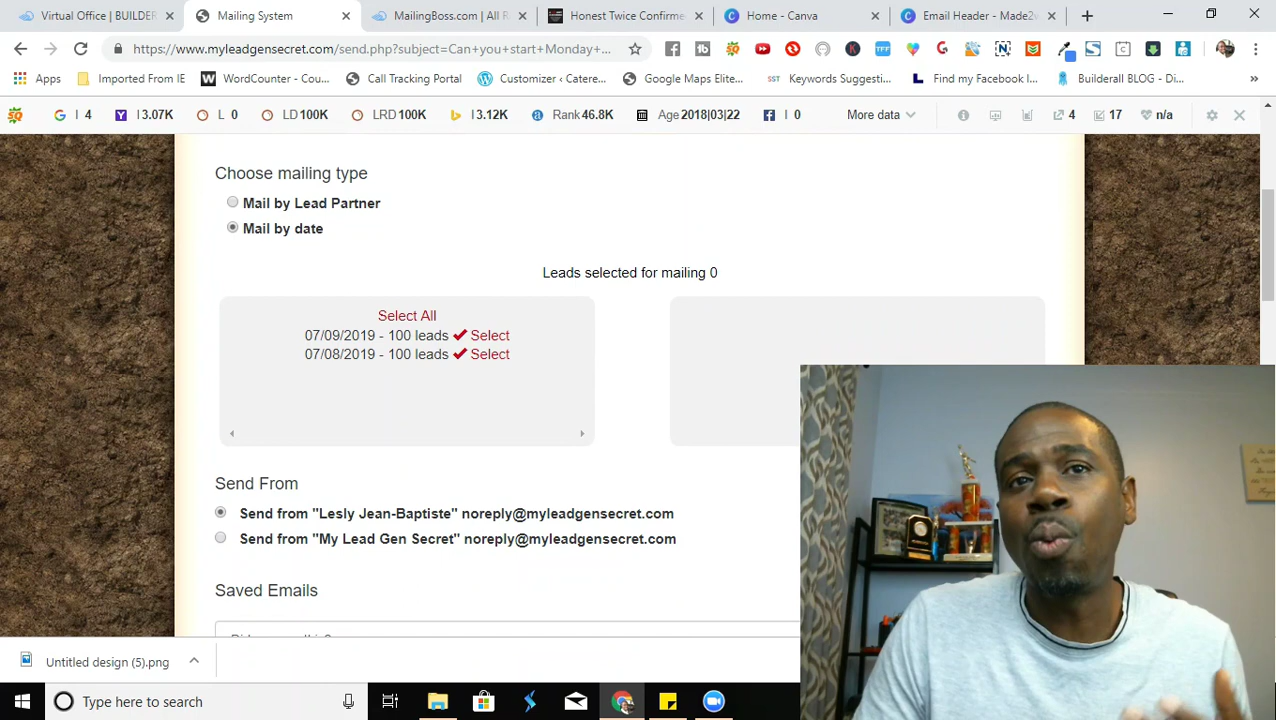 Virtual Office | BUILDER
Mailing System
MailingBoss.com | All R
Honest Twice Confirme
Home - Canva
Email Header - Made2w
https://www.myleadgensecret.com/send.php?subject=Can+you+start+Monday+...
Apps
Imported From IE
WordCounter - Cou...
Call Tracking Portal
Customizer ‹ Catere...
Google Maps Elite...
Keywords Suggesti...
Find my Facebook I...
Builderall BLOG - Di...
»
I 4
I 3.07K
L 0
LD 100K
LRD 100K
I 3.12K
Rank 46.8K
Age 2018|03|22
I 0
More data
4
17
n/a
Choose mailing type
Mail by Lead Partner
Mail by date
Leads selected for mailing 0
Select All
07/09/2019 - 100 leads ✔ Select
07/08/2019 - 100 leads ✔ Select
Send From
Send from "Lesly Jean-Baptiste" noreply@myleadgensecret.com
Send from "My Lead Gen Secret" noreply@myleadgensecret.com
Saved Emails
Untitled design (5).png
Type here to search